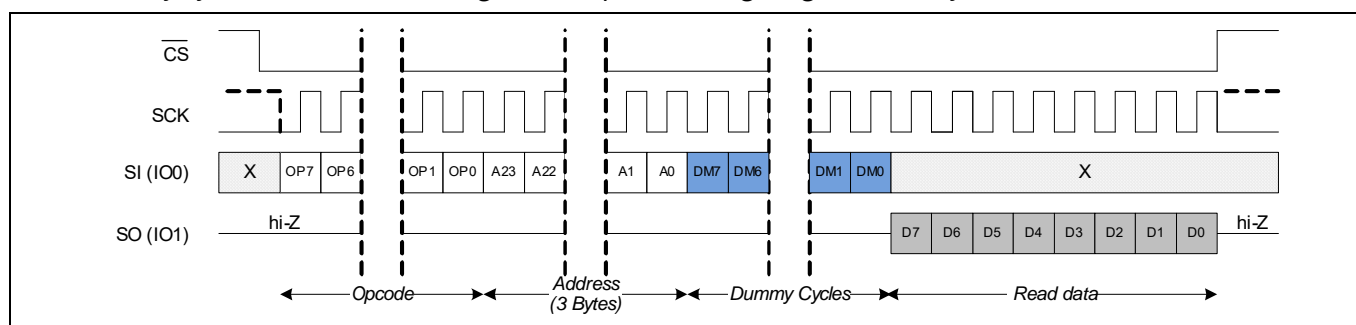 CS
SCK
SI (IO0) X OP7 OP6 OP1 OP0 A23 A22 A1 A0 DM7 DM6 DM1 DM0 X
SO (IO1) hi-Z D7 D6 D5 D4 D3 D2 D1 D0 hi-Z
Opcode Address (3 Bytes) Dummy Cycles Read data